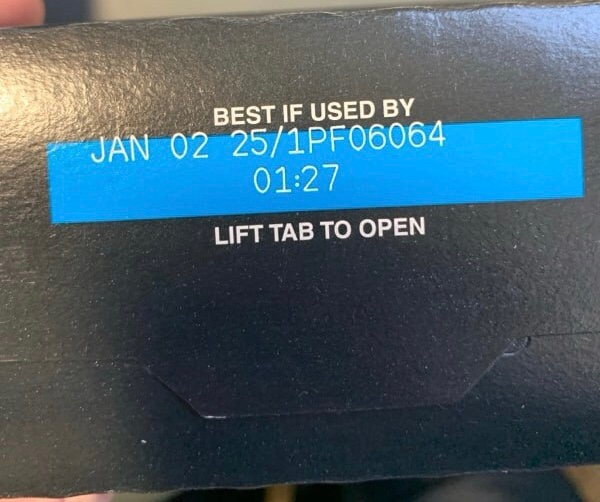 BEST IF USED BY
JAN 02 25/1PF06064
01:27
LIFT TAB TO OPEN